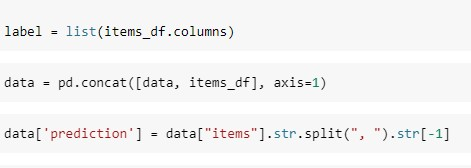 label = list(items_df.columns)
data = pd.concat([data, items_df], axis=1)
data['prediction'] = data["items"].str.split(", ").str[-1]